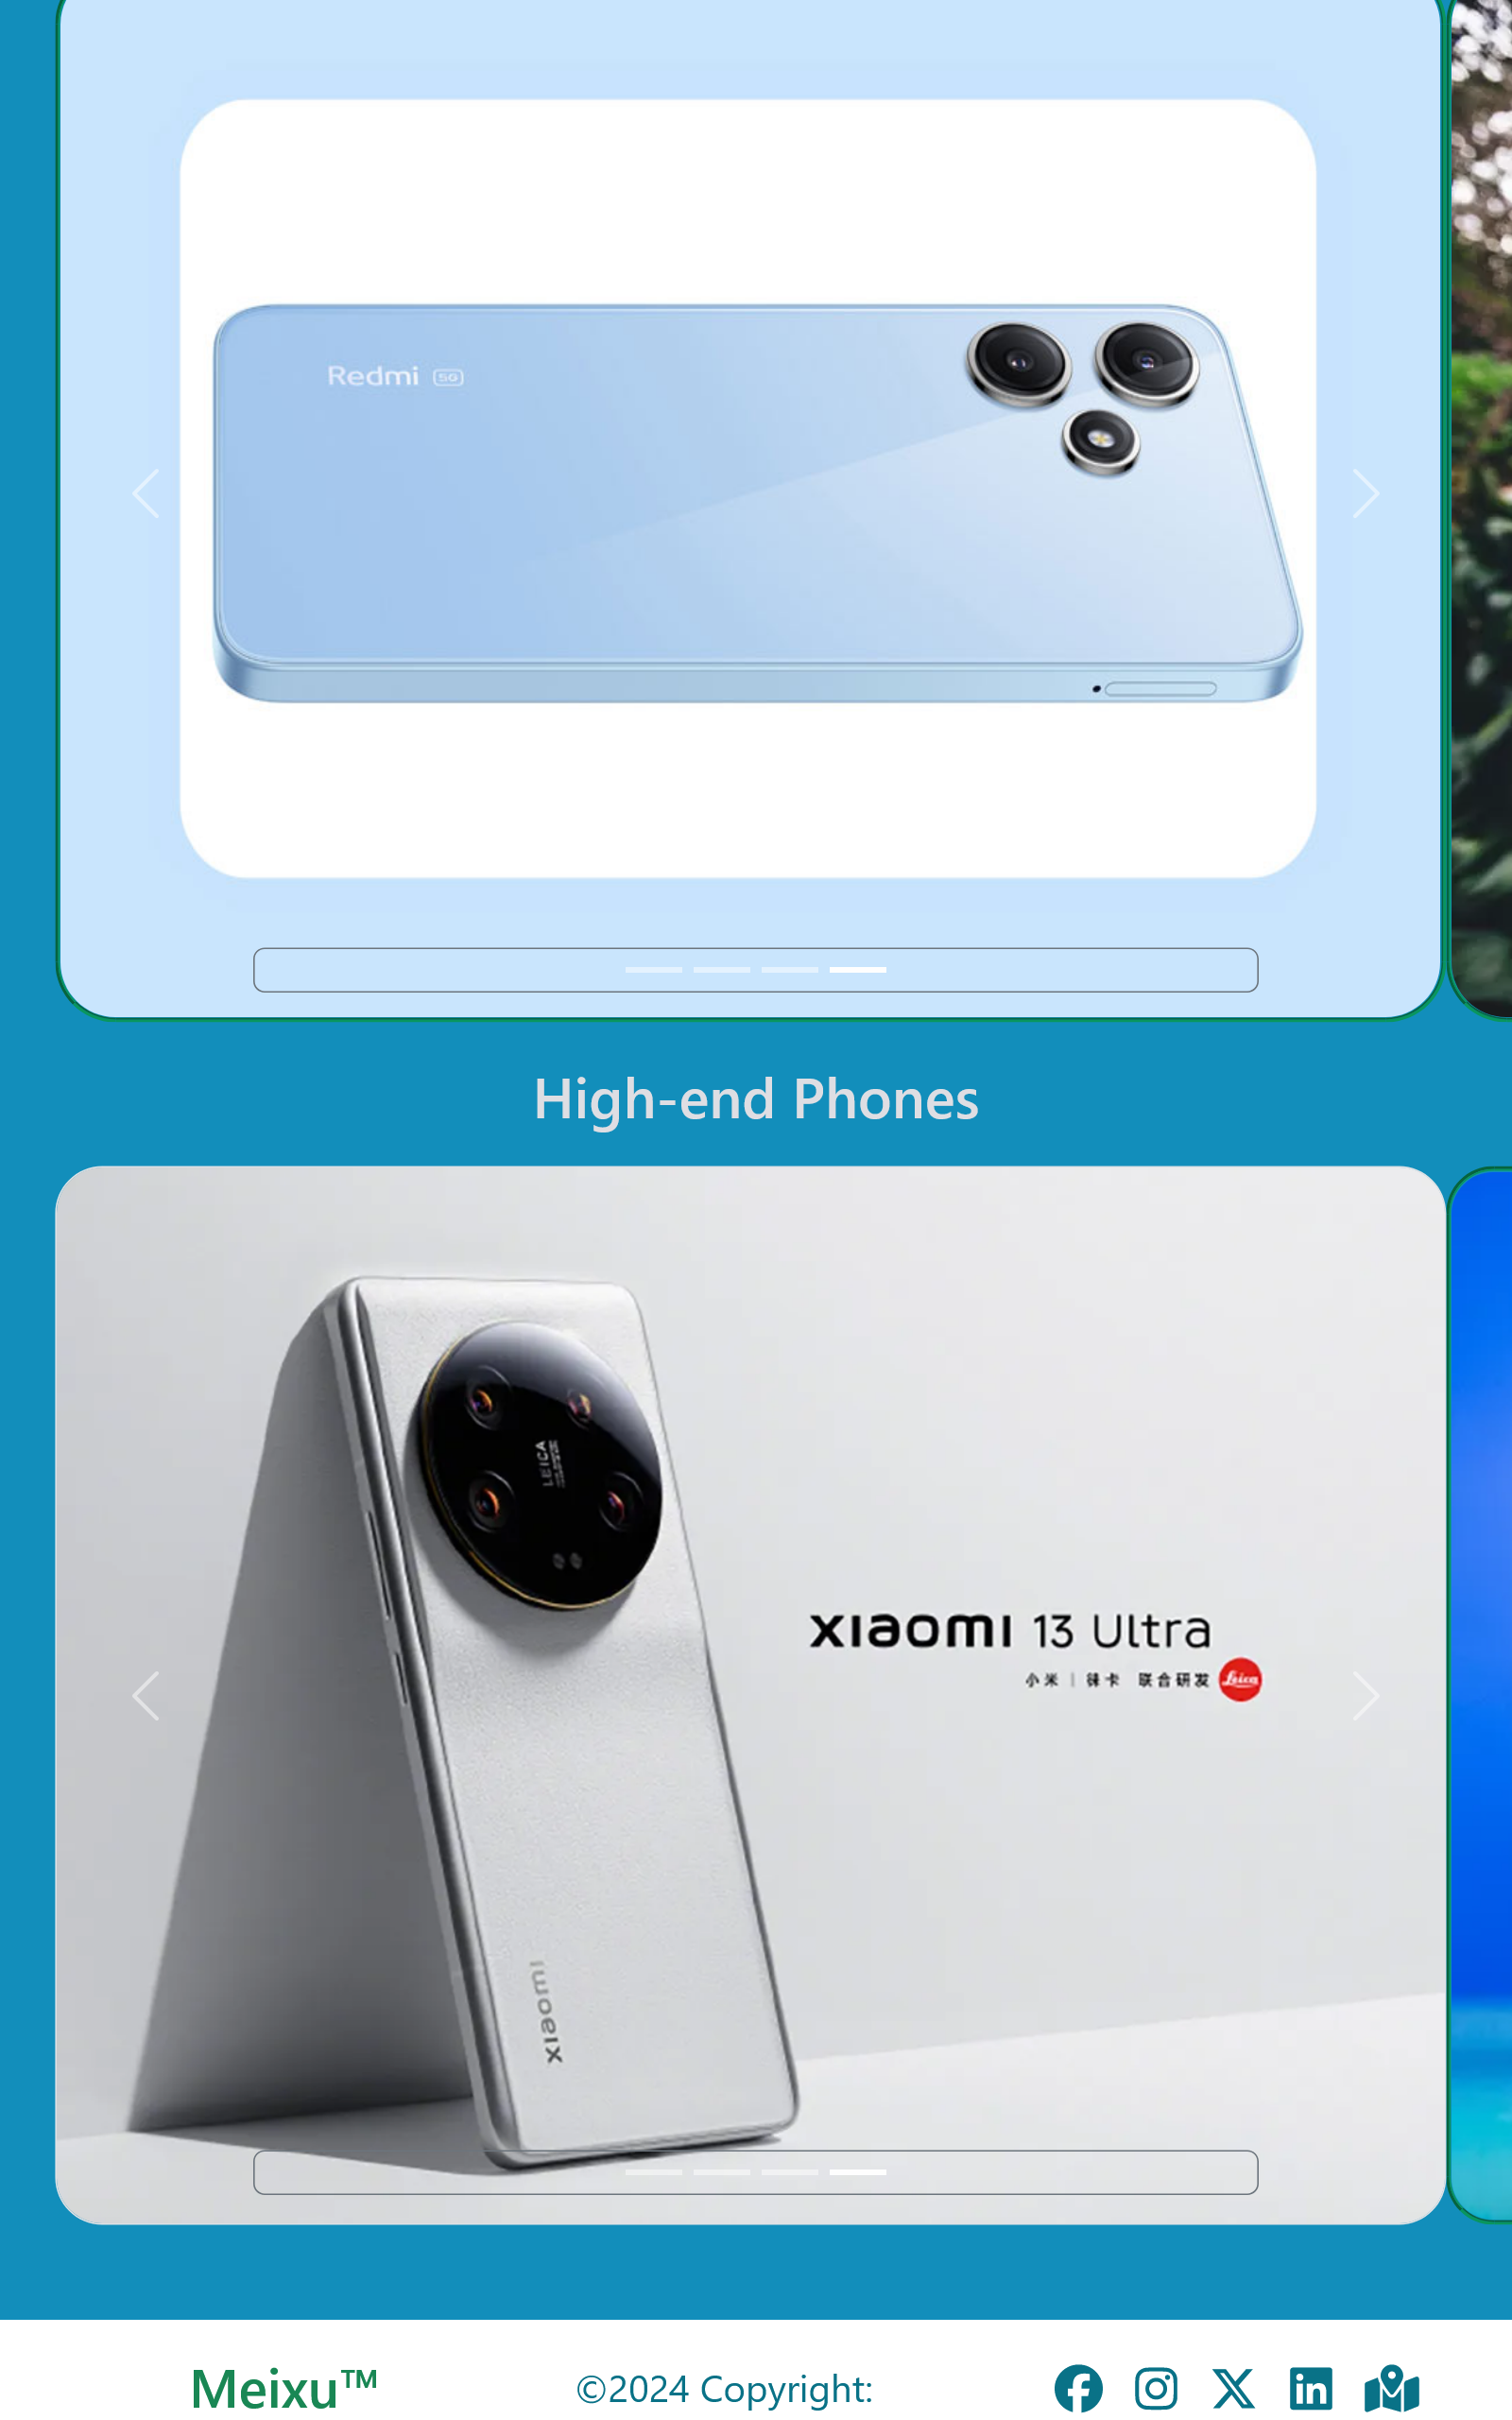 Redmi 5G
High-end Phones
LEICA
xiaomi 13 Ultra
小米 | 徕卡 联合研发 Leica
xiaomi
Meixu™
©2024 Copyright: